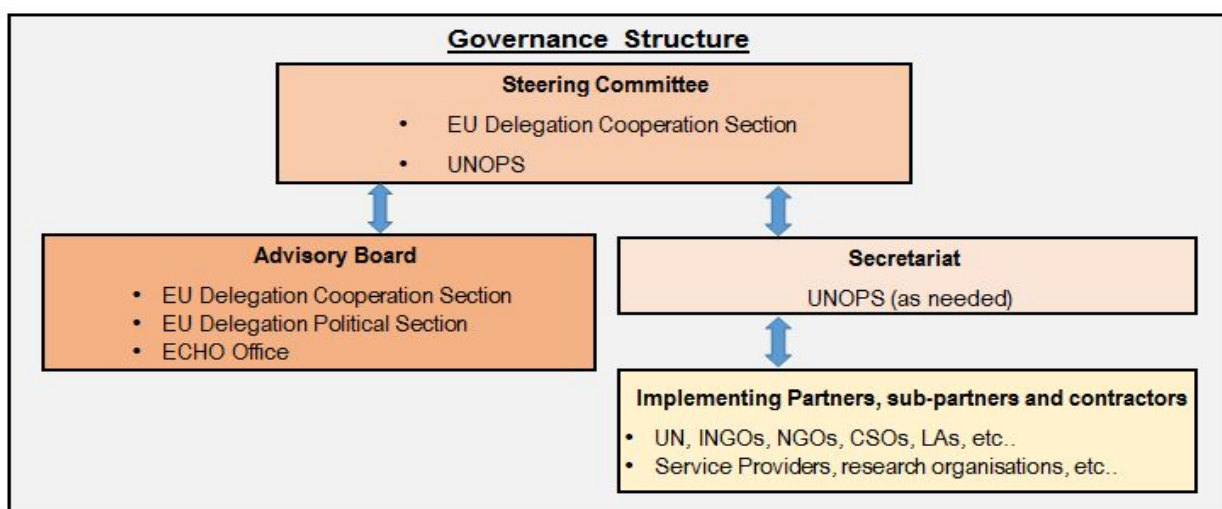 Governance Structure
Steering Committee
• EU Delegation Cooperation Section
• UNOPS
Advisory Board
• EU Delegation Cooperation Section
• EU Delegation Political Section
• ECHO Office
Secretariat
UNOPS (as needed)
Implementing Partners, sub-partners and contractors
• UN, INGOs, NGOs, CSOs, LAs, etc..
• Service Providers, research organisations, etc..